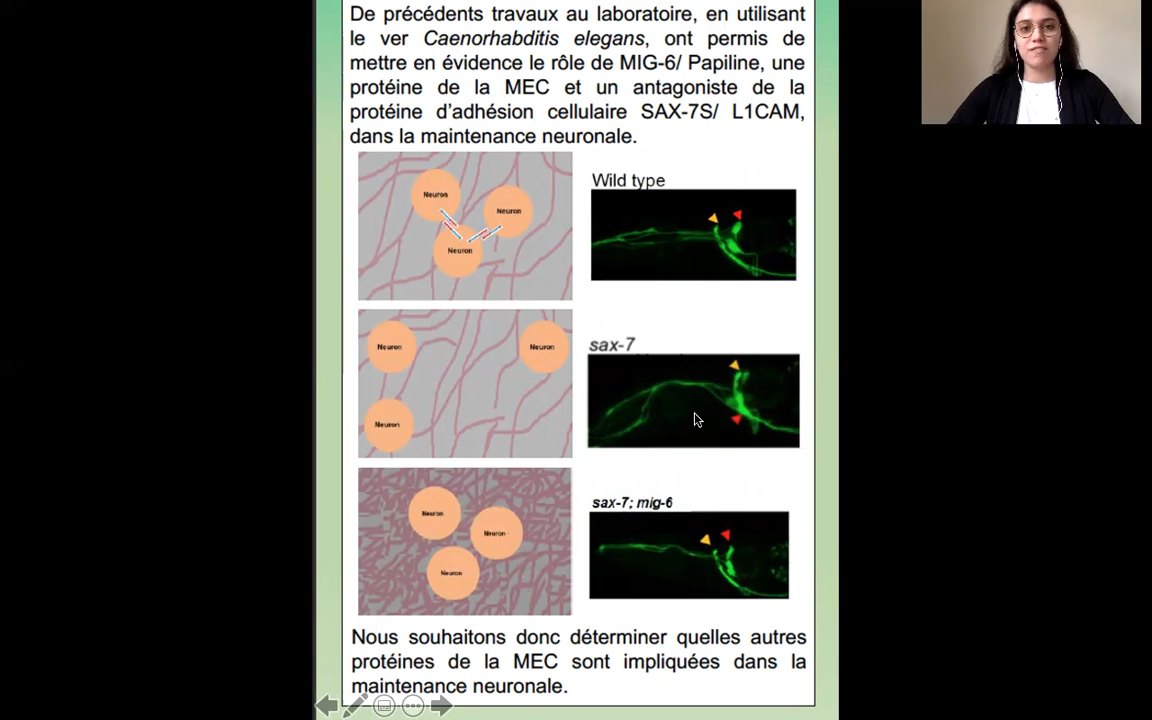 De précédents travaux au laboratoire, en utilisant
le ver Caenorhabditis elegans, ont permis de
mettre en évidence le rôle de MIG-6/ Papiline, une
protéine de la MEC et un antagoniste de la
protéine d'adhésion cellulaire SAX-7S/ L1CAM,
dans la maintenance neuronale.
Neuron
Neuron
Neuron
Wild type
Neuron
Neuron
Neuron
sax-7
Neuron
Neuron
Neuron
sax-7; mig-6
Nous souhaitons donc déterminer quelles autres
protéines de la MEC sont impliquées dans la
maintenance neuronale.